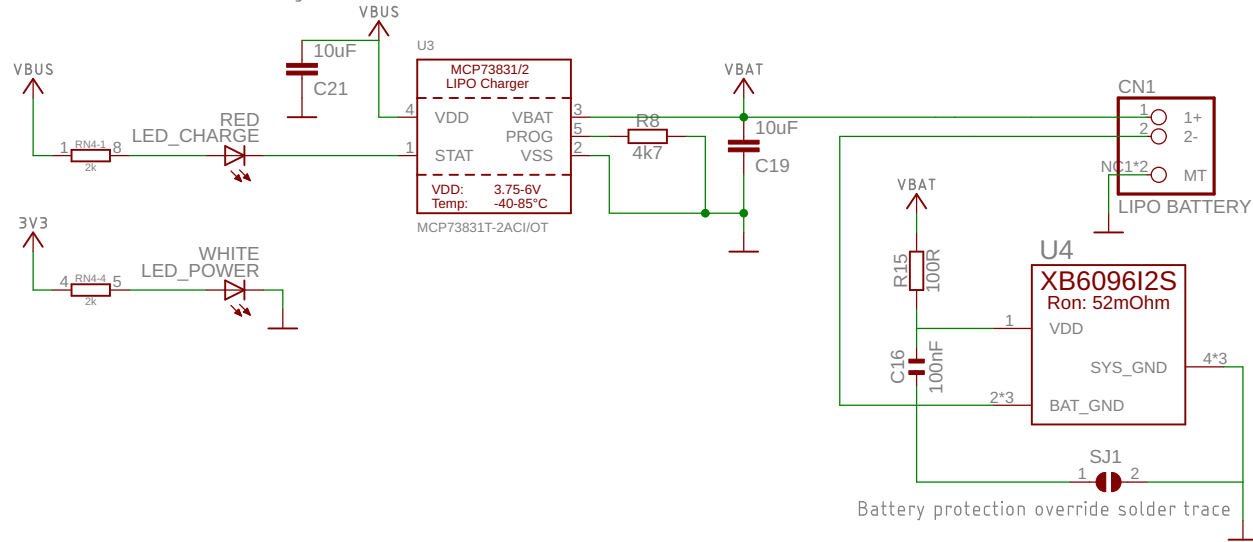 VBUS
10uF
C21
U3
MCP73831/2
LIPO Charger
4 VDD VBAT 3
PROG 5
1 STAT VSS 2
VDD: 3.75-6V
Temp: -40-85°C
MCP73831T-2ACI/OT
VBUS
RED
LED_CHARGE
1 RN4-1 8
2k
3V3
WHITE
LED_POWER
4 RN4-4 5
2k
R8
4k7
VBAT
10uF
C19
CN1
1 1+
2 2-
NC1*2 MT
LIPO BATTERY
VBAT
R15
100R
C16
100nF
U4
XB6096I2S
Ron: 52mOhm
1 VDD
SYS_GND 4*3
2*3 BAT_GND
SJ1
1 2
Battery protection override solder trace